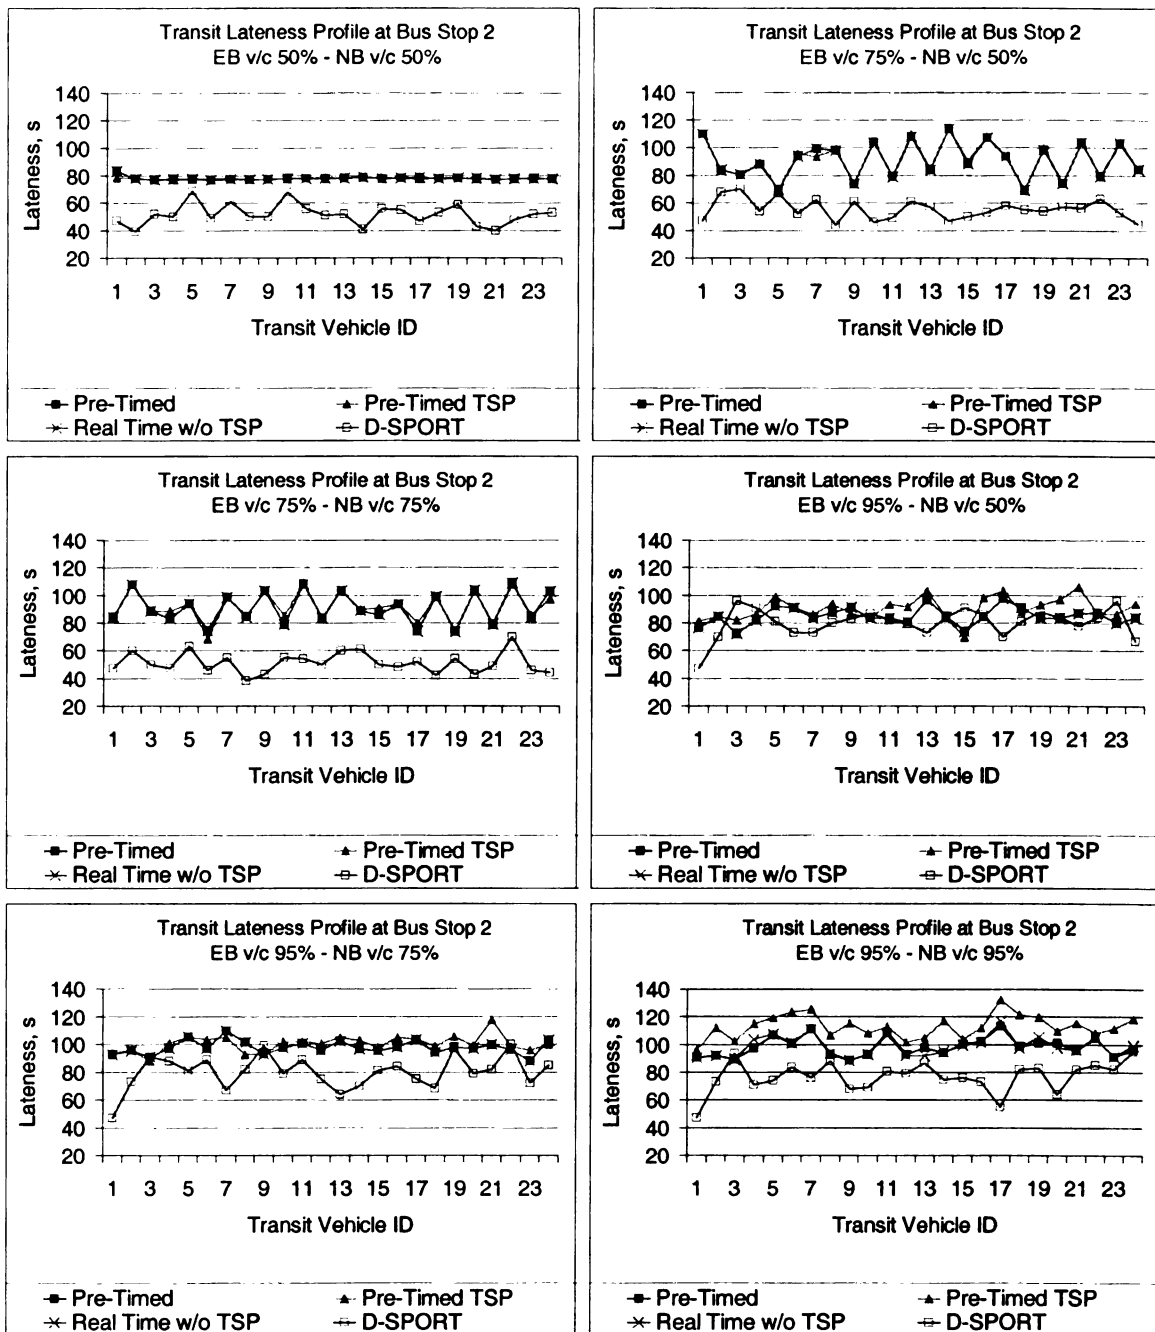 Transit Lateness Profile at Bus Stop 2
EB v/c 50% - NB v/c 50%
Lateness, s
140
120
100
80
60
40
20
1 3 5 7 9 11 13 15 17 19 21 23
Transit Vehicle ID
Pre-Timed
Pre-Timed TSP
Real Time w/o TSP
D-SPORT
Transit Lateness Profile at Bus Stop 2
EB v/c 75% - NB v/c 50%
Lateness, s
140
120
100
80
60
40
20
1 3 5 7 9 11 13 15 17 19 21 23
Transit Vehicle ID
Pre-Timed
Pre-Timed TSP
Real Time w/o TSP
D-SPORT
Transit Lateness Profile at Bus Stop 2
EB v/c 75% - NB v/c 75%
Lateness, s
140
120
100
80
60
40
20
1 3 5 7 9 11 13 15 17 19 21 23
Transit Vehicle ID
Pre-Timed
Pre-Timed TSP
Real Time w/o TSP
D-SPORT
Transit Lateness Profile at Bus Stop 2
EB v/c 95% - NB v/c 50%
Lateness, s
140
120
100
80
60
40
20
1 3 5 7 9 11 13 15 17 19 21 23
Transit Vehicle ID
Pre-Timed
Pre-Timed TSP
Real Time w/o TSP
D-SPORT
Transit Lateness Profile at Bus Stop 2
EB v/c 95% - NB v/c 75%
Lateness, s
140
120
100
80
60
40
20
1 3 5 7 9 11 13 15 17 19 21 23
Transit Vehicle ID
Pre-Timed
Pre-Timed TSP
Real Time w/o TSP
D-SPORT
Transit Lateness Profile at Bus Stop 2
EB v/c 95% - NB v/c 95%
Lateness, s
140
120
100
80
60
40
20
1 3 5 7 9 11 13 15 17 19 21 23
Transit Vehicle ID
Pre-Timed
Pre-Timed TSP
Real Time w/o TSP
D-SPORT